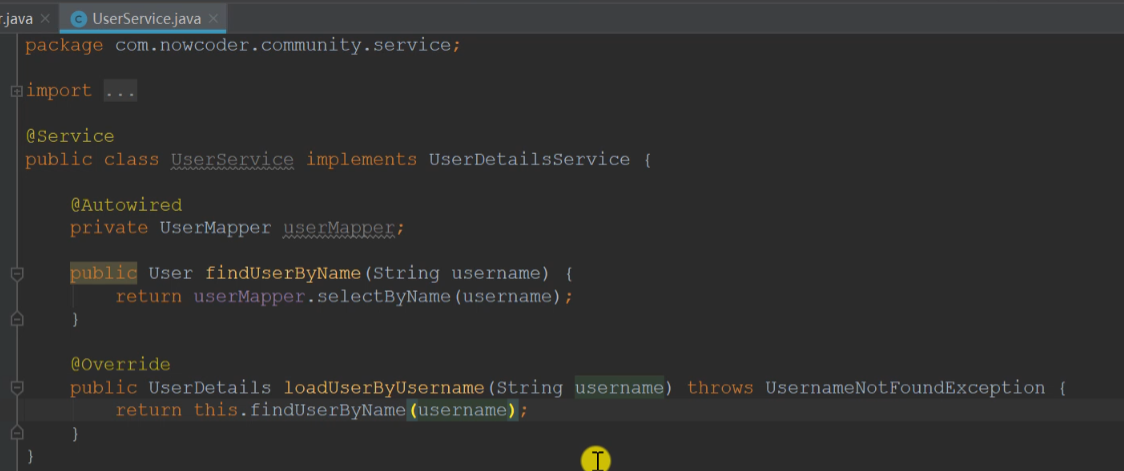 r.java × C UserService.java ×
package com.nowcoder.community.service;
import ...
@Service
public class UserService implements UserDetailsService {
@Autowired
private UserMapper userMapper;
public User findUserByName(String username) {
return userMapper.selectByName(username);
}
@Override
public UserDetails loadUserByUsername(String username) throws UsernameNotFoundException {
return this.findUserByName(username);
}
}